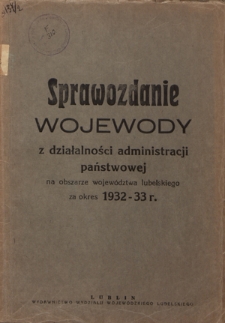 Sprawozdanie
WOJEWODY
z działalności administracji
państwowej
na obszarze województwa lubelskiego
za okres 1932-33 r.
LUBLIN